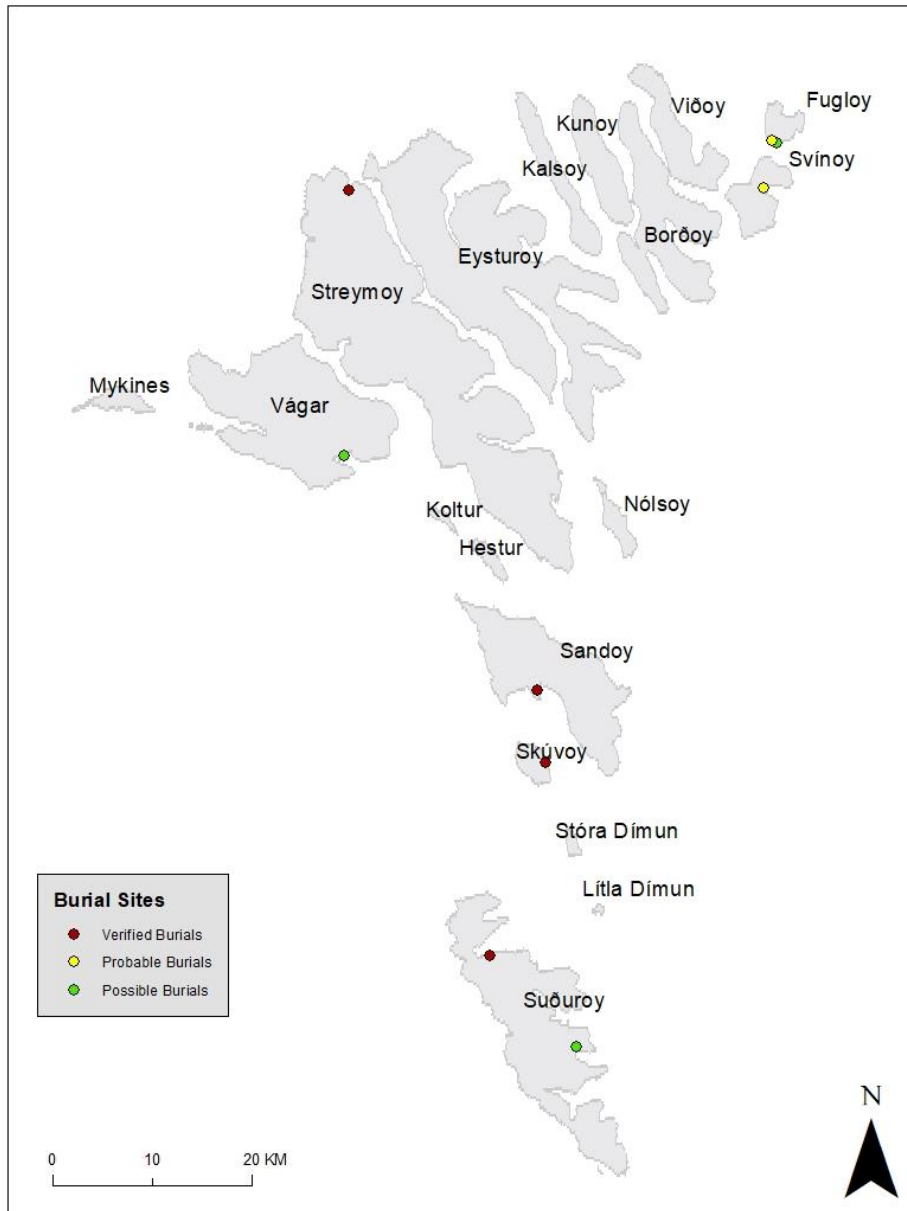 Fugloy
Viðoy
Kunoy
Svínoy
Kalsoy
Borðoy
Eysturoy
Streymoy
Mykines
Vágar
Nólsoy
Koltur
Hestur
Sandoy
Skúvoy
Stóra Dímun
Lítla Dímun
Burial Sites
Verified Burials
Probable Burials
Possible Burials
Suðuroy
N
0 10 20 KM